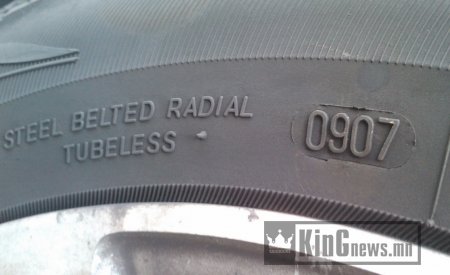 STEEL BELTED RADIAL
TUBELESS
0907
KinGnews.mn